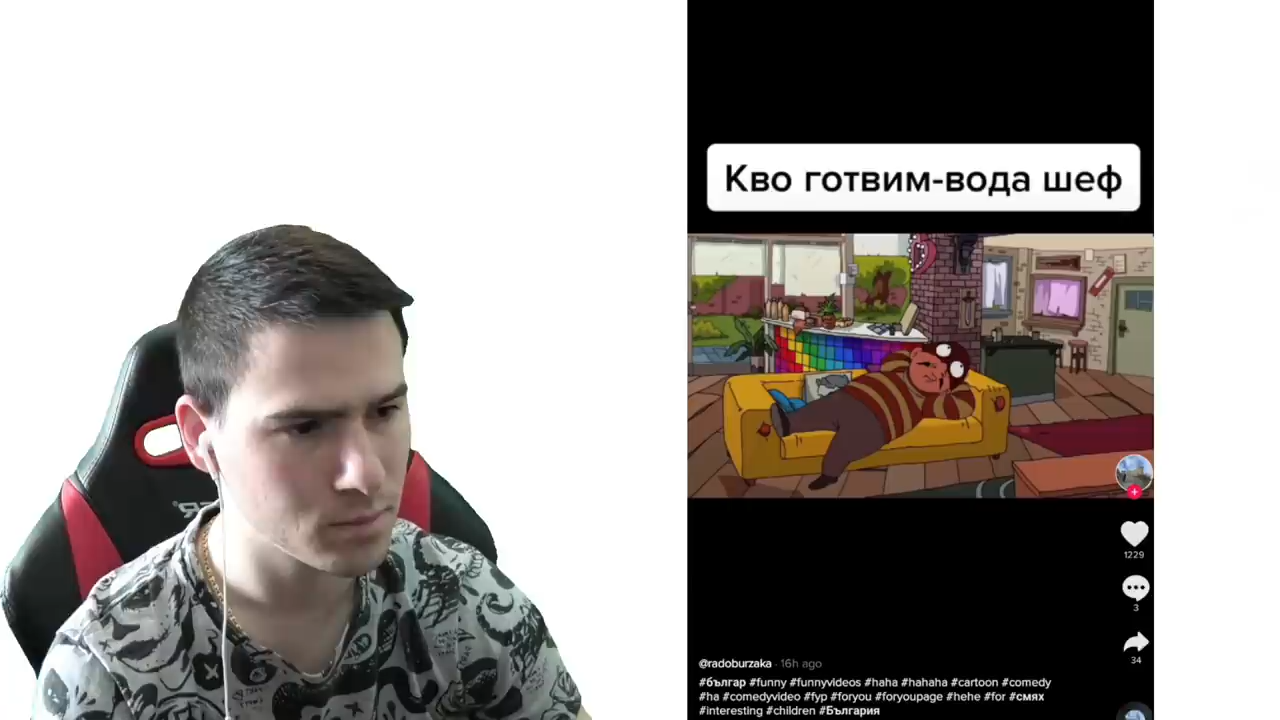 Кво готвим-вода шеф
1229
3
34
@radoburzaka · 16h ago
#българ #funny #funnyvideos #haha #hahaha #cartoon #comedy
#ha #comedyvideo #fyp #foryou #foryoupage #hehe #for #смях
#interesting #children #България